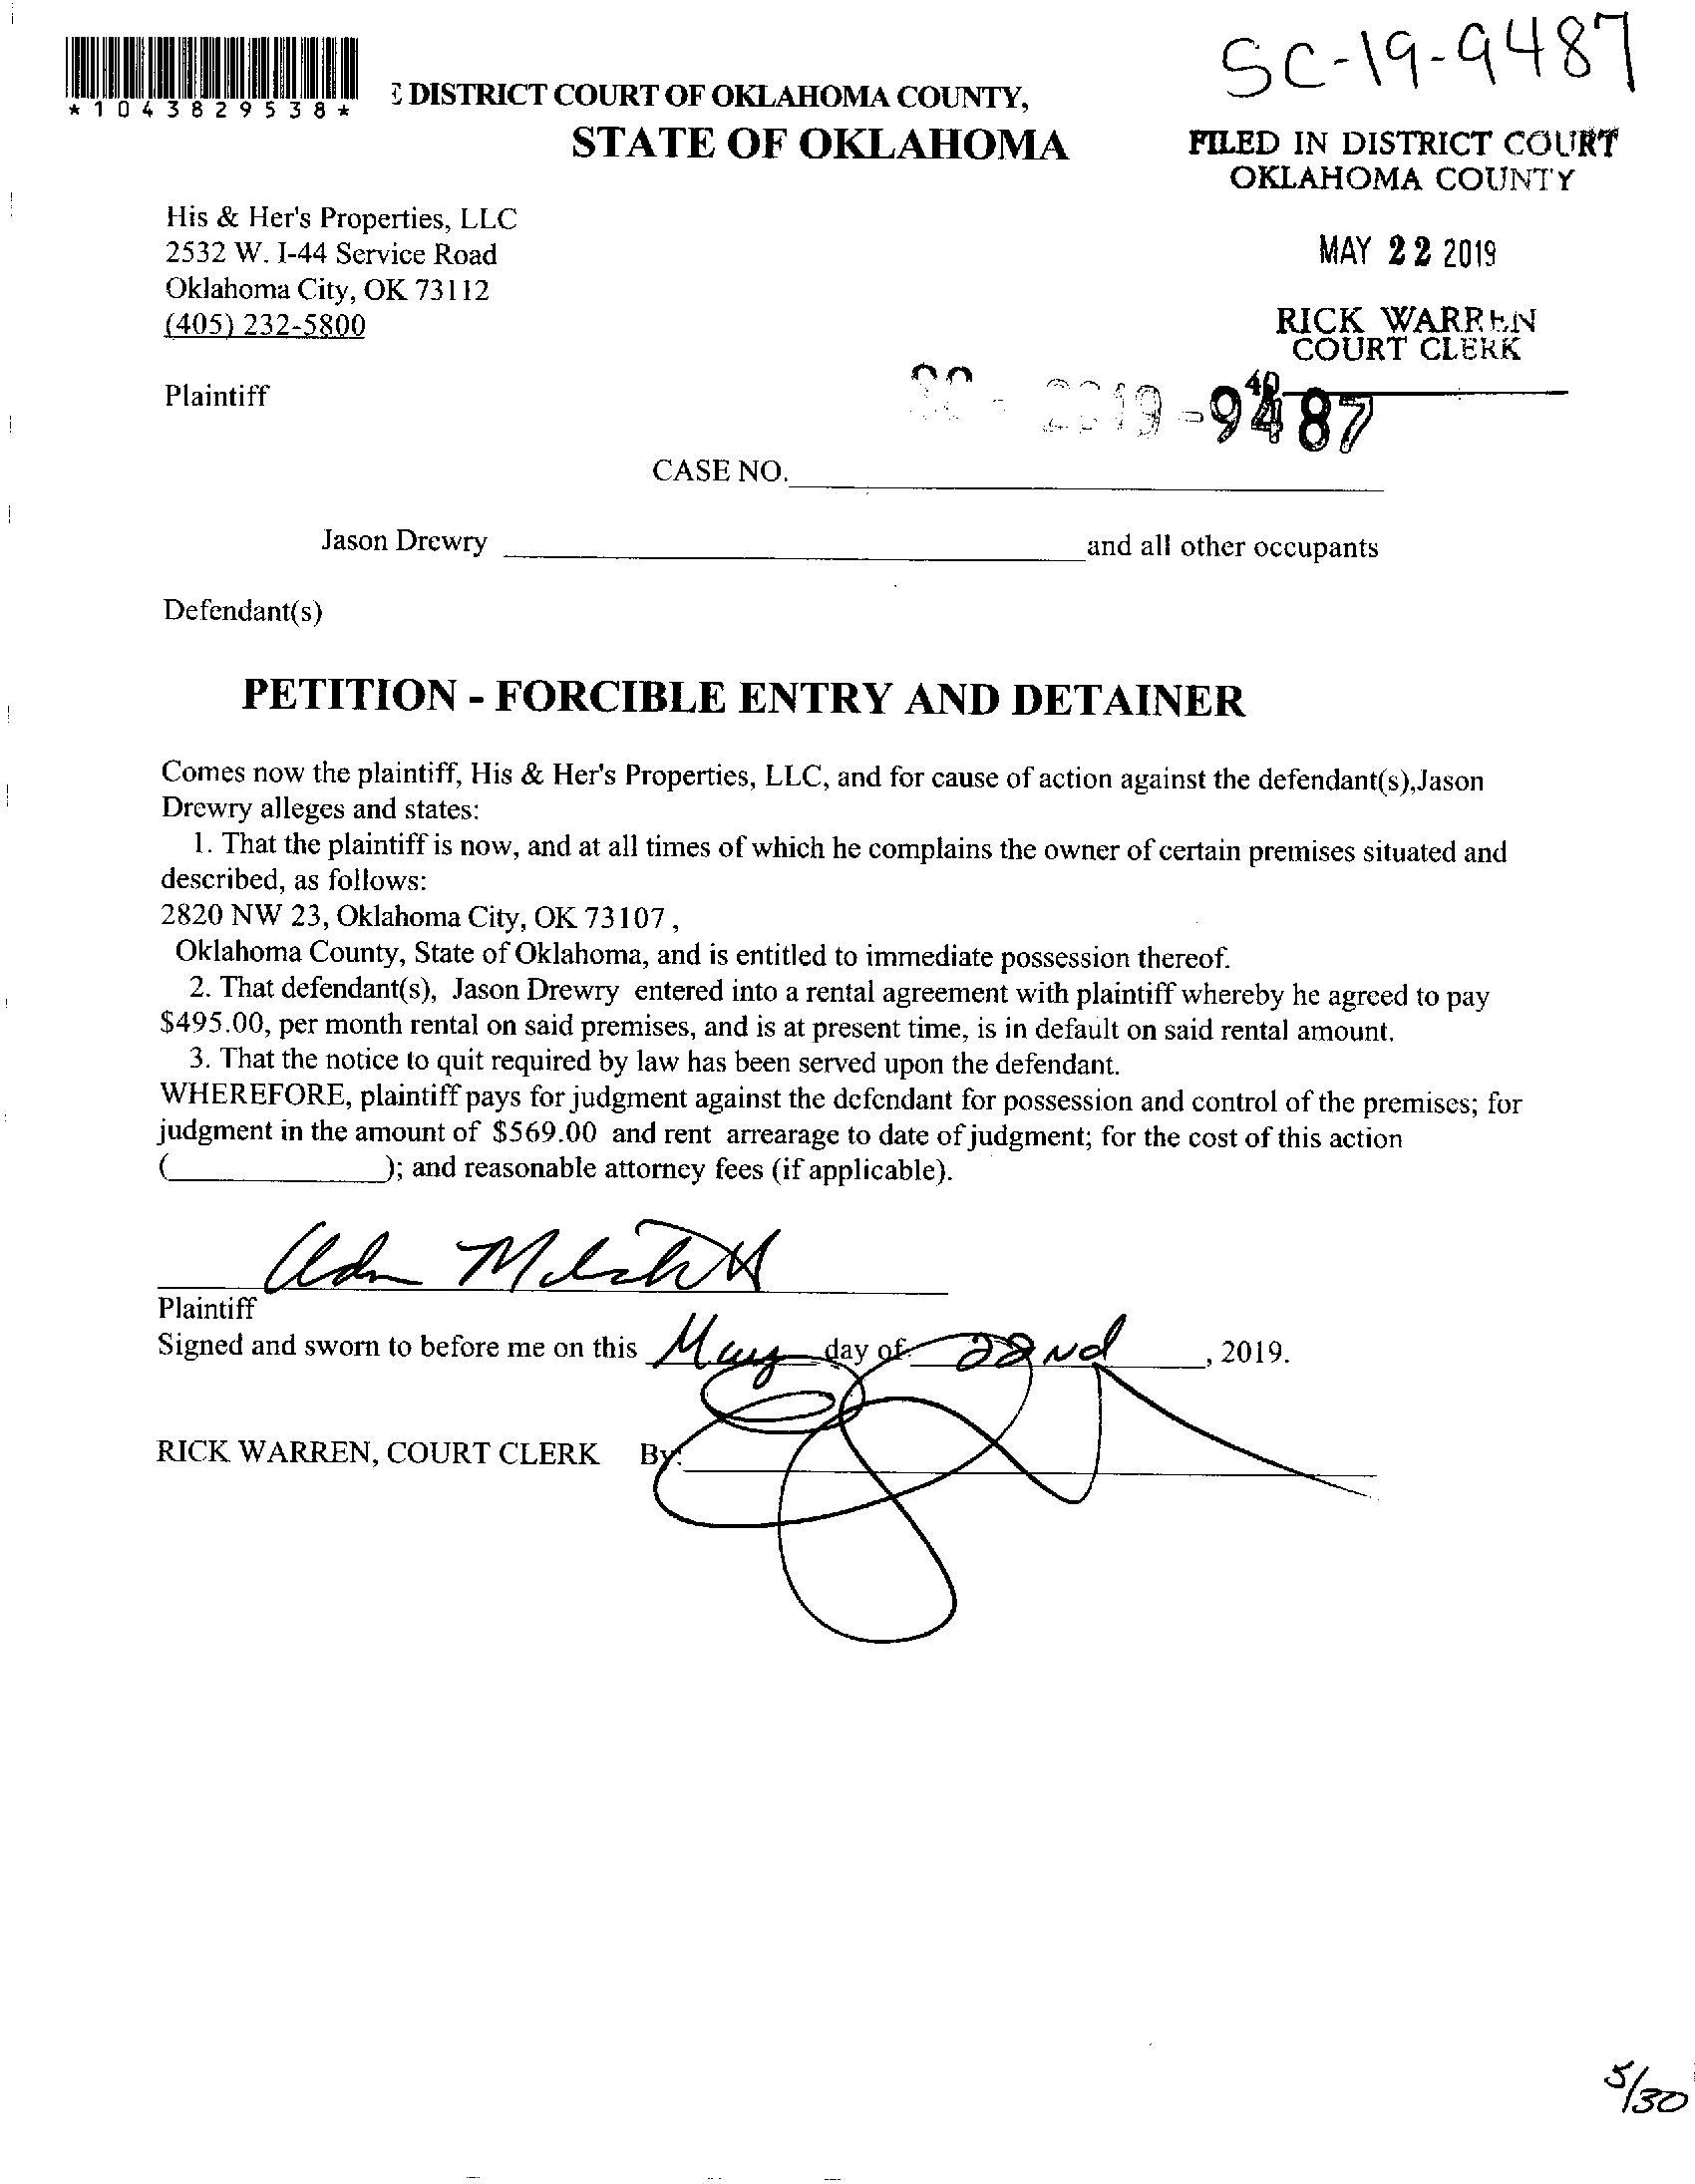 SC-19-9487
*1043829538*
DISTRICT COURT OF OKLAHOMA COUNTY,
STATE OF OKLAHOMA
FILED IN DISTRICT COURT
OKLAHOMA COUNTY
His & Her's Properties, LLC
2532 W. I-44 Service Road
Oklahoma City, OK 73112
(405) 232-5800
MAY 22 2019
RICK WARREN
COURT CLERK
40
Plaintiff
SC - 2019 -9487
CASE NO.
Jason Drewry and all other occupants
Defendant(s)
PETITION - FORCIBLE ENTRY AND DETAINER
Comes now the plaintiff, His & Her's Properties, LLC, and for cause of action against the defendant(s),Jason
Drewry alleges and states:
1. That the plaintiff is now, and at all times of which he complains the owner of certain premises situated and
described, as follows:
2820 NW 23, Oklahoma City, OK 73107 ,
Oklahoma County, State of Oklahoma, and is entitled to immediate possession thereof.
2. That defendant(s), Jason Drewry entered into a rental agreement with plaintiff whereby he agreed to pay
$495.00, per month rental on said premises, and is at present time, is in default on said rental amount.
3. That the notice to quit required by law has been served upon the defendant.
WHEREFORE, plaintiff pays for judgment against the defendant for possession and control of the premises; for
judgment in the amount of $569.00 and rent arrearage to date of judgment; for the cost of this action
(____________); and reasonable attorney fees (if applicable).
Plaintiff
Signed and sworn to before me on this May day of 22nd, 2019.
RICK WARREN, COURT CLERK By:
5/30